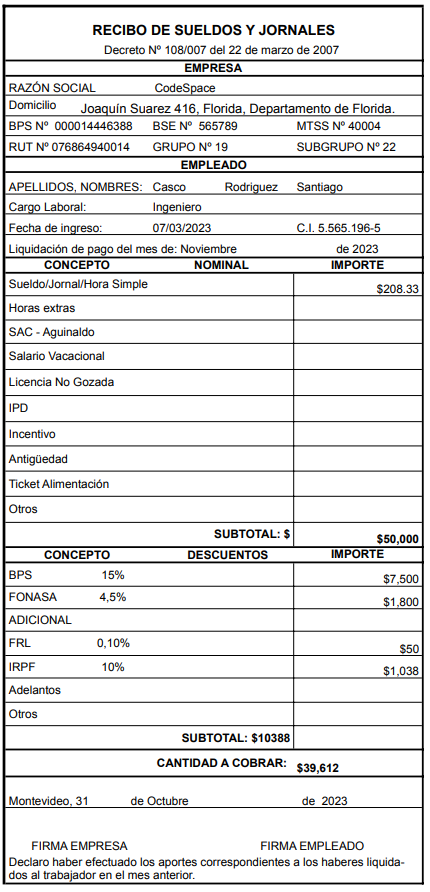 RECIBO DE SUELDOS Y JORNALES
Decreto Nº 108/007 del 22 de marzo de 2007
EMPRESA
RAZÓN SOCIAL CodeSpace
Domicilio Joaquín Suarez 416, Florida, Departamento de Florida.
BPS Nº 000014446388 BSE Nº 565789 MTSS Nº 40004
RUT Nº 076864940014 GRUPO Nº 19 SUBGRUPO Nº 22
EMPLEADO
APELLIDOS, NOMBRES: Casco Rodriguez Santiago
Cargo Laboral: Ingeniero
Fecha de ingreso: 07/03/2023 C.I. 5.565.196-5
Liquidación de pago del mes de: Noviembre de 2023
CONCEPTO NOMINAL IMPORTE
Sueldo/Jornal/Hora Simple $208.33
Horas extras
SAC - Aguinaldo
Salario Vacacional
Licencia No Gozada
IPD
Incentivo
Antigüedad
Ticket Alimentación
Otros
SUBTOTAL: $ $50,000
CONCEPTO DESCUENTOS IMPORTE
BPS 15% $7,500
FONASA 4,5% $1,800
ADICIONAL
FRL 0,10% $50
IRPF 10% $1,038
Adelantos
Otros
SUBTOTAL: $10388
CANTIDAD A COBRAR: $39,612
Montevideo, 31 de Octubre de 2023
FIRMA EMPRESA FIRMA EMPLEADO
Declaro haber efectuado los aportes correspondientes a los haberes liquida-
dos al trabajador en el mes anterior.